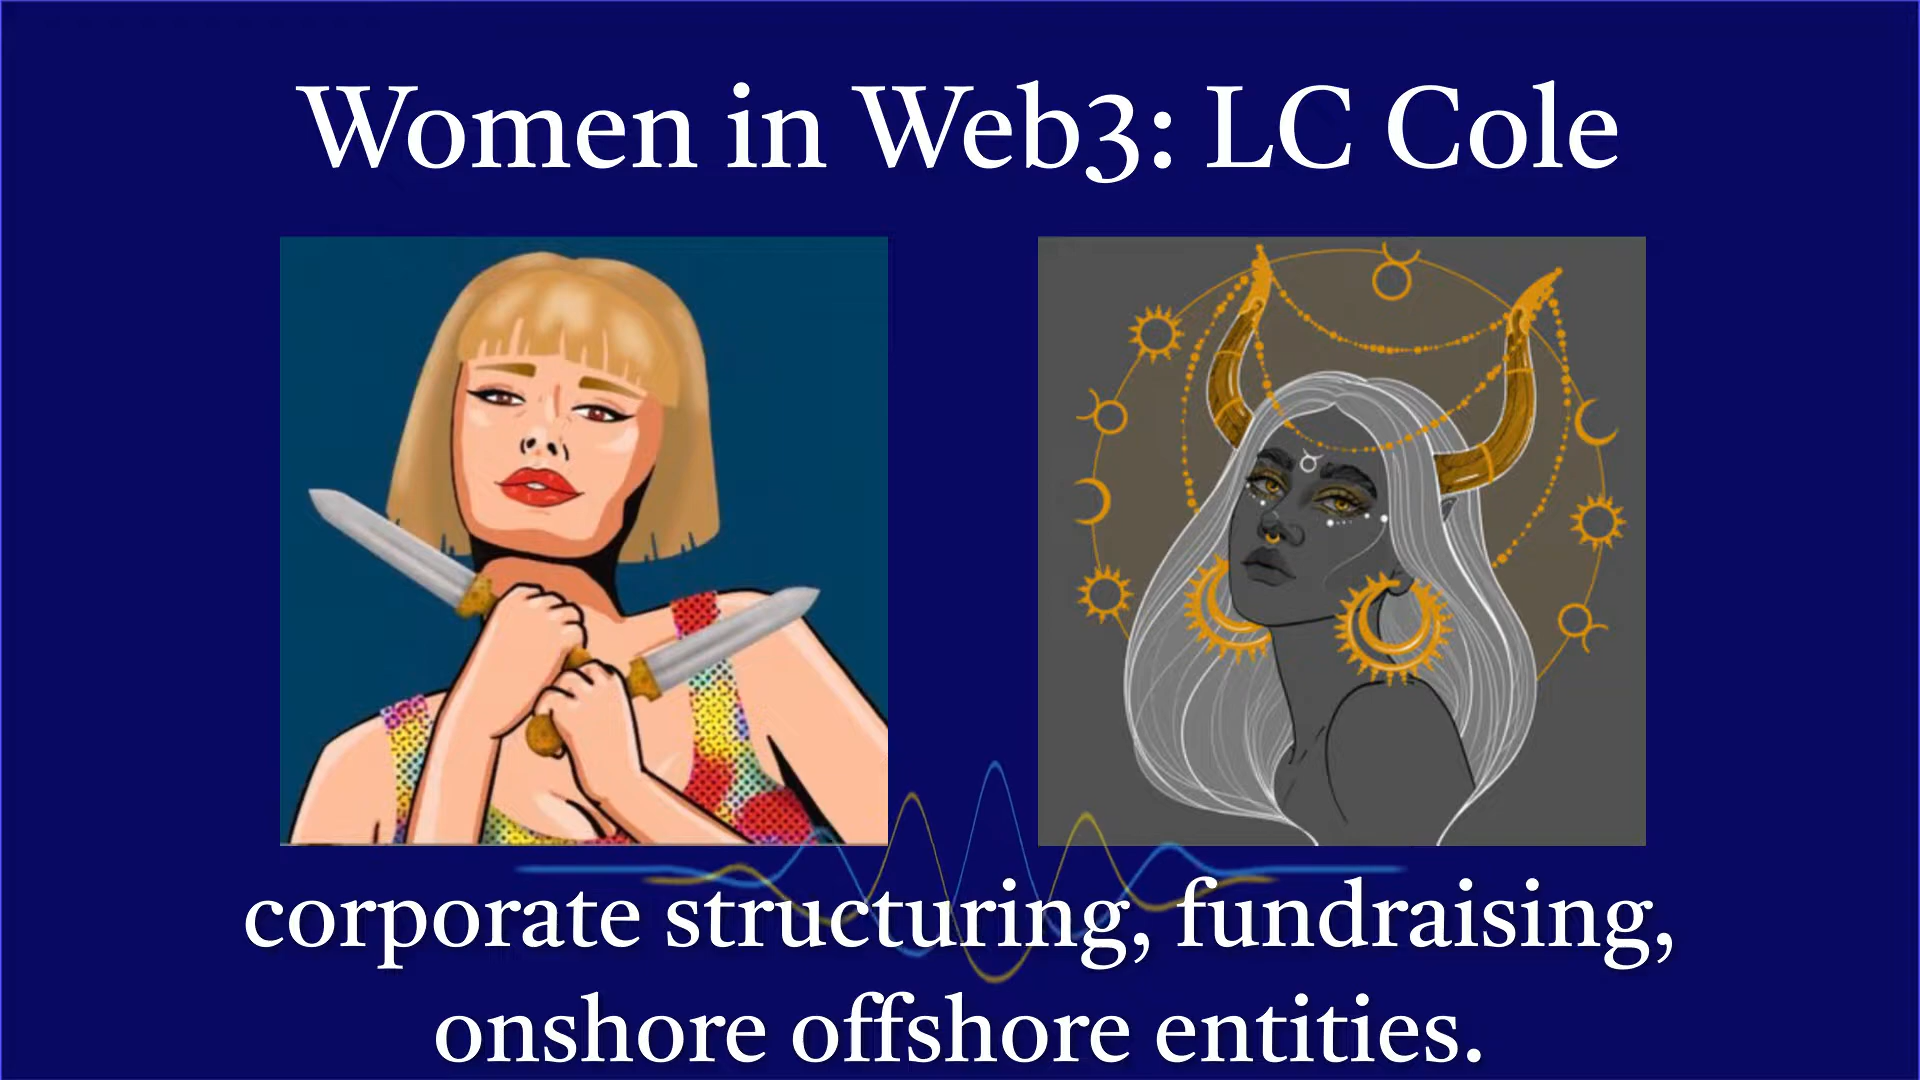 Women in Web3: LC Cole
corporate structuring, fundraising,
onshore offshore entities.